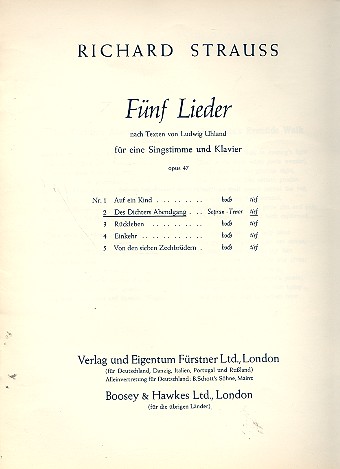 RICHARD STRAUSS
Fünf Lieder
nach Texten von Ludwig Uhland
für eine Singstimme und Klavier
opus 47
Nr. 1 Auf ein Kind . . . . . . . . . hoch tief
2 Des Dichters Abendgang . . . Sopran-Tenor tief
3 Rückleben . . . . . . . . . . hoch tief
4 Einkehr . . . . . . . . . . . hoch tief
5 Von den sieben Zechbrüdern . hoch tief
Verlag und Eigentum Fürstner Ltd., London
(für Deutschland, Danzig, Italien, Portugal und Rußland)
Alleinvertretung für Deutschland: B. Schott's Söhne, Mainz
Boosey & Hawkes Ltd., London
(für die übrigen Länder).